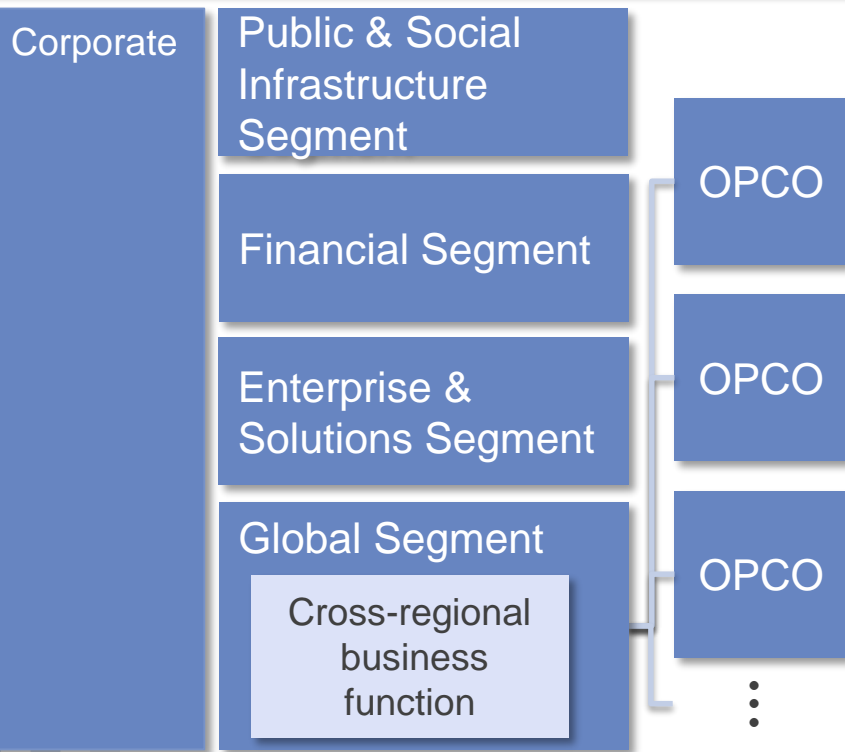 Corporate
Public & Social
Infrastructure
Segment
Financial Segment
Enterprise &
Solutions Segment
Global Segment
Cross-regional
business
function
OPCO
OPCO
OPCO
⋮